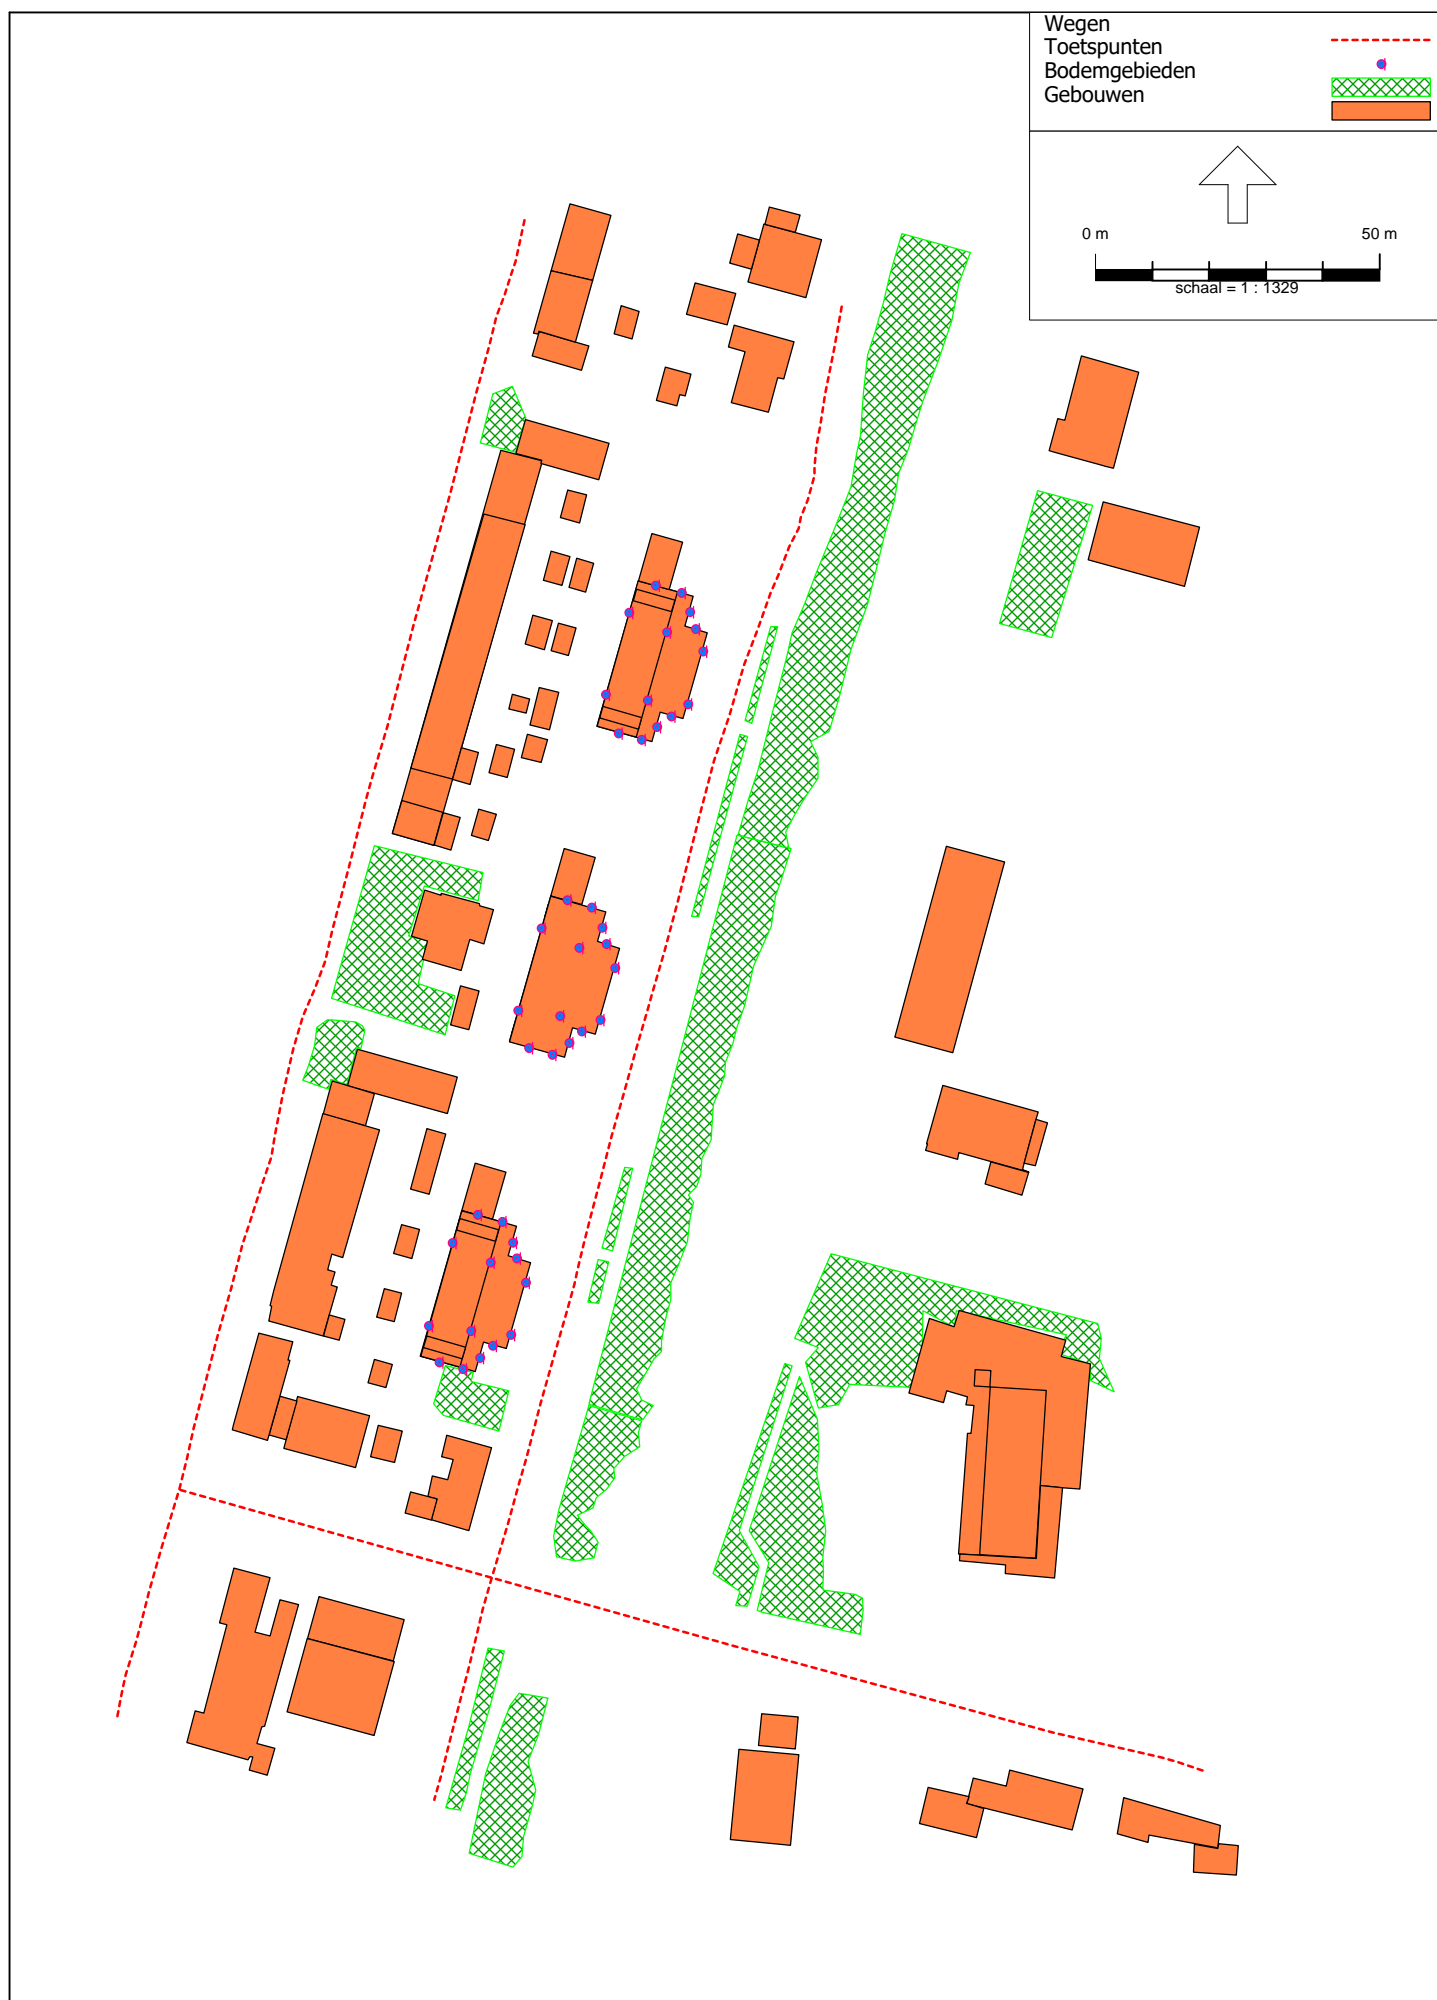 Wegen
Toetspunten
Bodemgebieden
Gebouwen
0 m 50 m
schaal = 1 : 1329